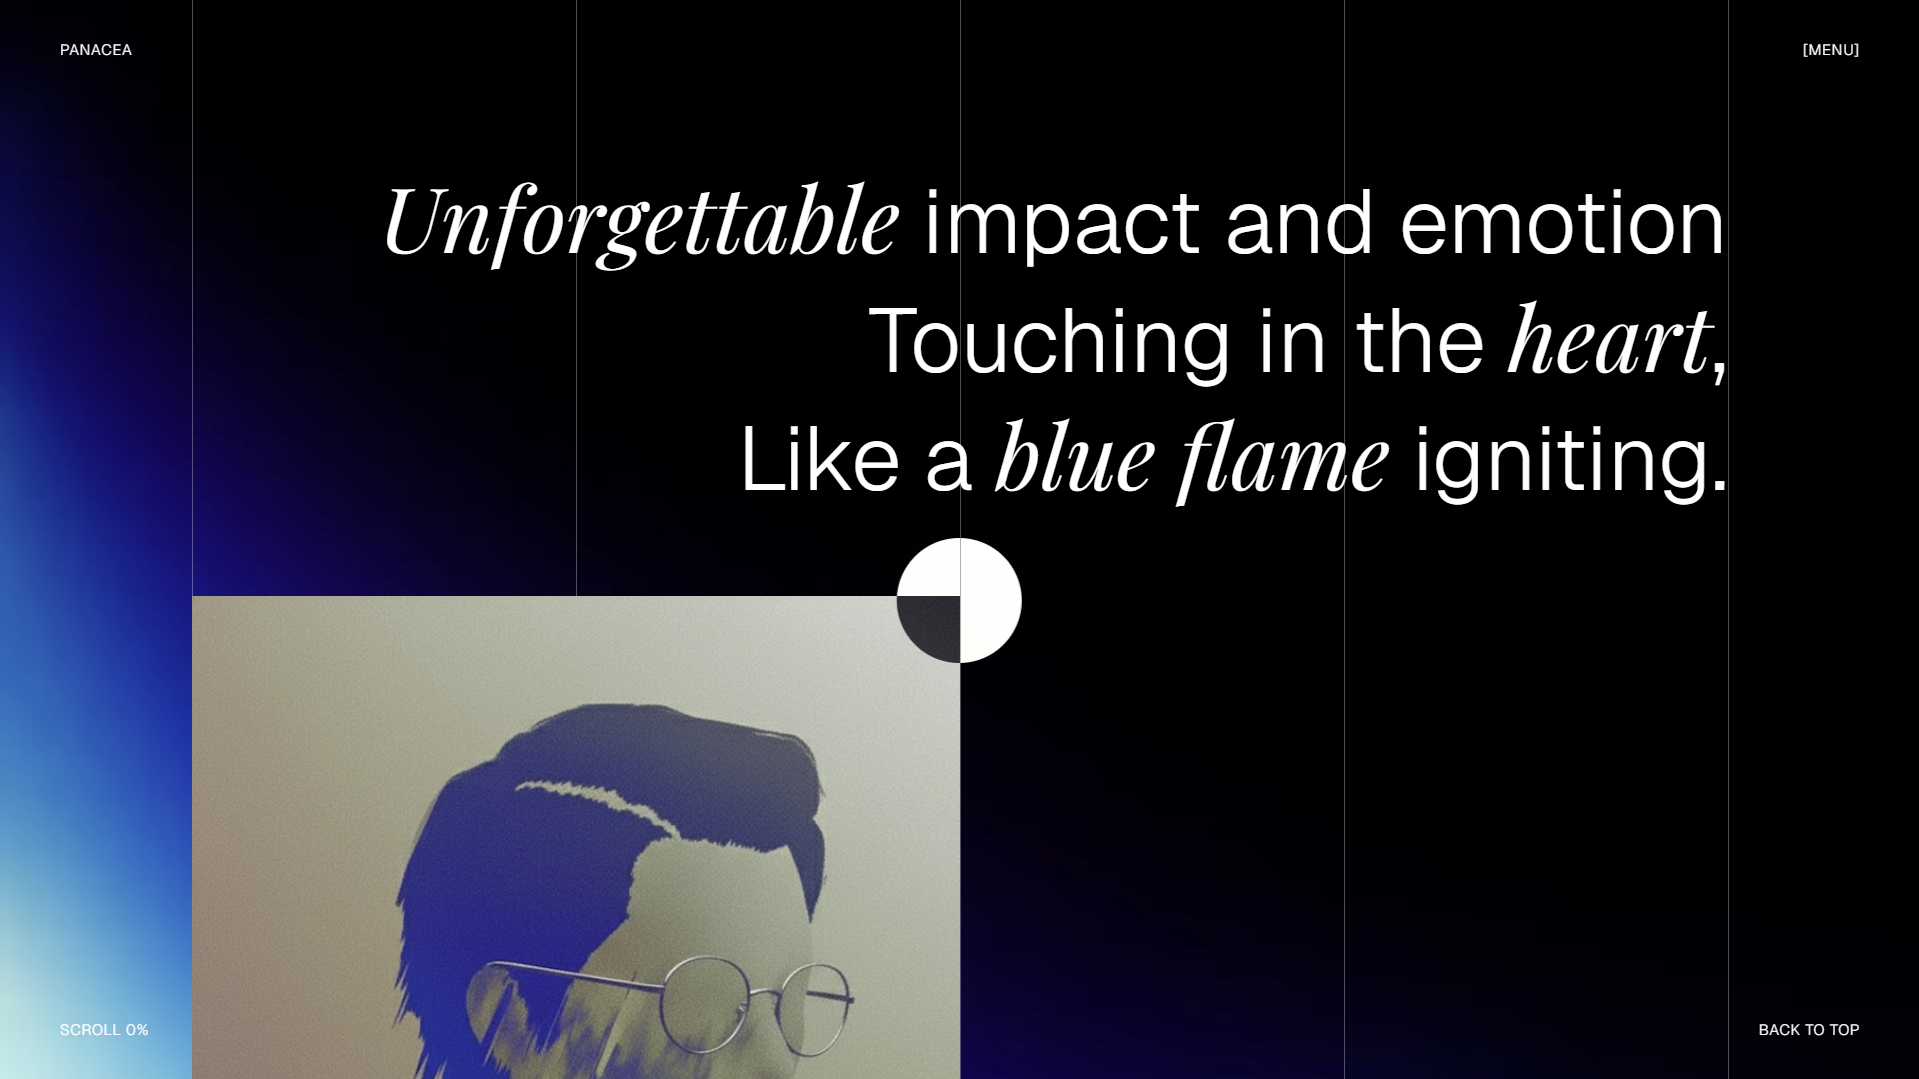 PANACEA
[MENU]
Unforgettable impact and emotion
Touching in the heart,
Like a blue flame igniting.
SCROLL 0%
BACK TO TOP